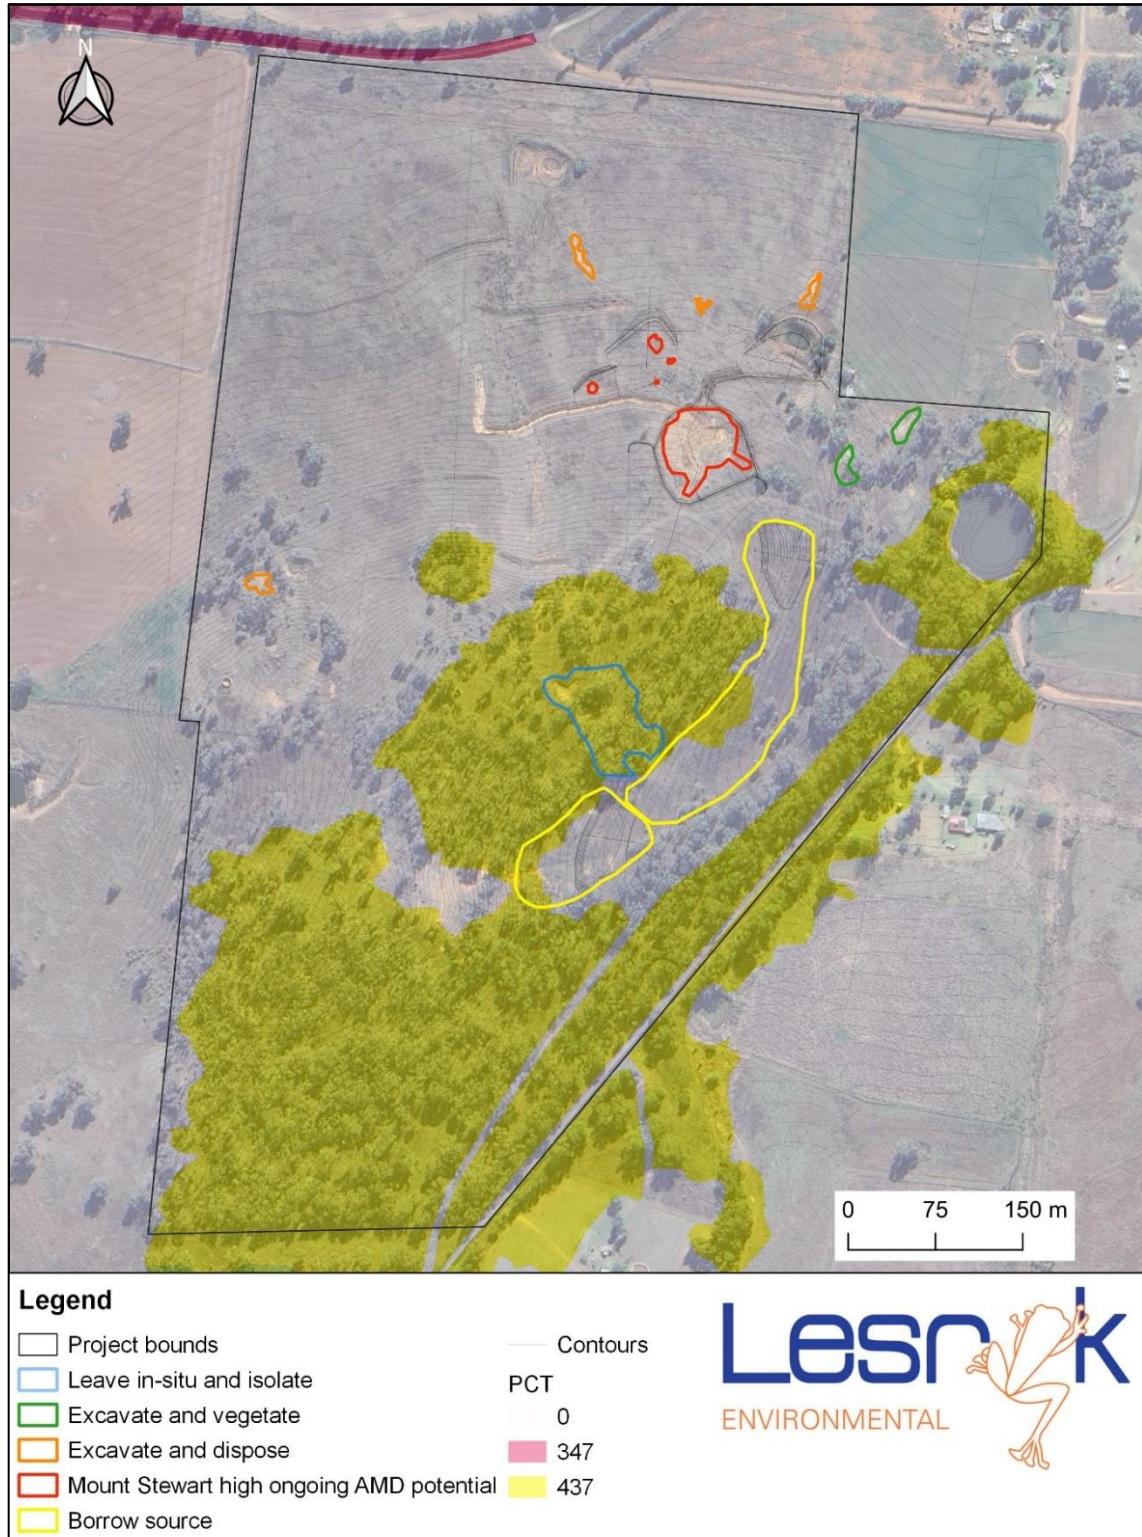 N
0 75 150 m
Legend
Project bounds
Leave in-situ and isolate
Excavate and vegetate
Excavate and dispose
Mount Stewart high ongoing AMD potential
Borrow source
Contours
PCT
0
347
437
Lesryk
ENVIRONMENTAL